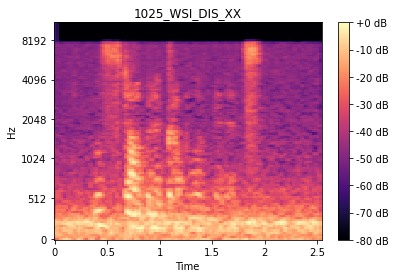 1025_WSI_DIS_XX
Hz
8192
4096
2048
1024
512
0
0
0.5
1
1.5
2
2.5
Time
+0 dB
-10 dB
-20 dB
-30 dB
-40 dB
-50 dB
-60 dB
-70 dB
-80 dB